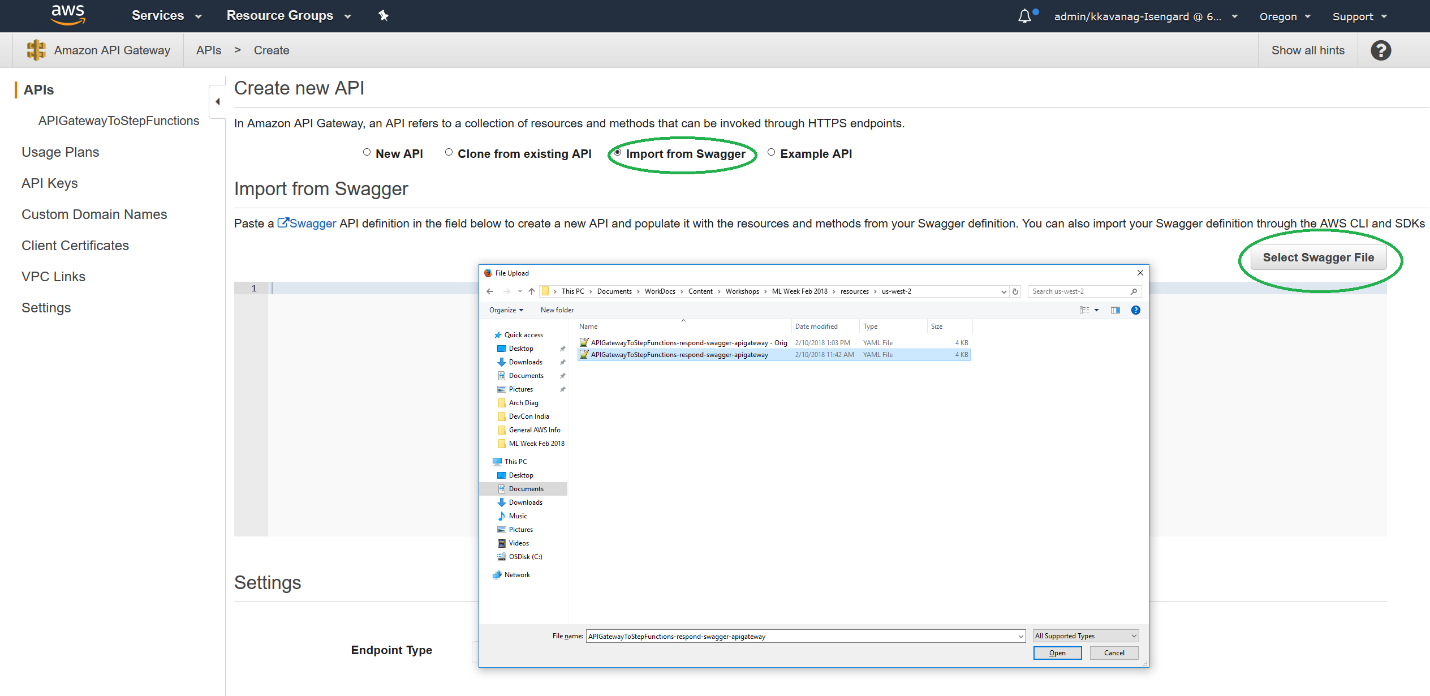 aws Services Resource Groups admin/kkavanag-Isengard @ 6... Oregon Support
Amazon API Gateway APIs > Create Show all hints ?
APIs
APIGatewayToStepFunctions
Usage Plans
API Keys
Custom Domain Names
Client Certificates
VPC Links
Settings
Create new API
In Amazon API Gateway, an API refers to a collection of resources and methods that can be invoked through HTTPS endpoints.
New API Clone from existing API Import from Swagger Example API
Import from Swagger
Paste a Swagger API definition in the field below to create a new API and populate it with the resources and methods from your Swagger definition. You can also import your Swagger definition through the AWS CLI and SDKs
Select Swagger File
1
File Upload
This PC > Documents > WorkDocs > Content > Workshops > ML Week Feb 2018 > resources > us-west-2 Search us-west-2
Organize New folder ?
Name Date modified Type Size
APIGatewayToStepFunctions-respond-swagger-apigateway - Orig 2/10/2018 1:03 PM YAML File 4 KB
APIGatewayToStepFunctions-respond-swagger-apigateway 2/10/2018 11:42 AM YAML File 4 KB
Quick access
Desktop
Downloads
Documents
Pictures
Arch Diag
DevCon India
General AWS Info
ML Week Feb 2018
This PC
Desktop
Documents
Downloads
Music
Pictures
Videos
OSDisk (C:)
Network
File name: APIGatewayToStepFunctions-respond-swagger-apigateway All Supported Types
Open Cancel
Settings
Endpoint Type